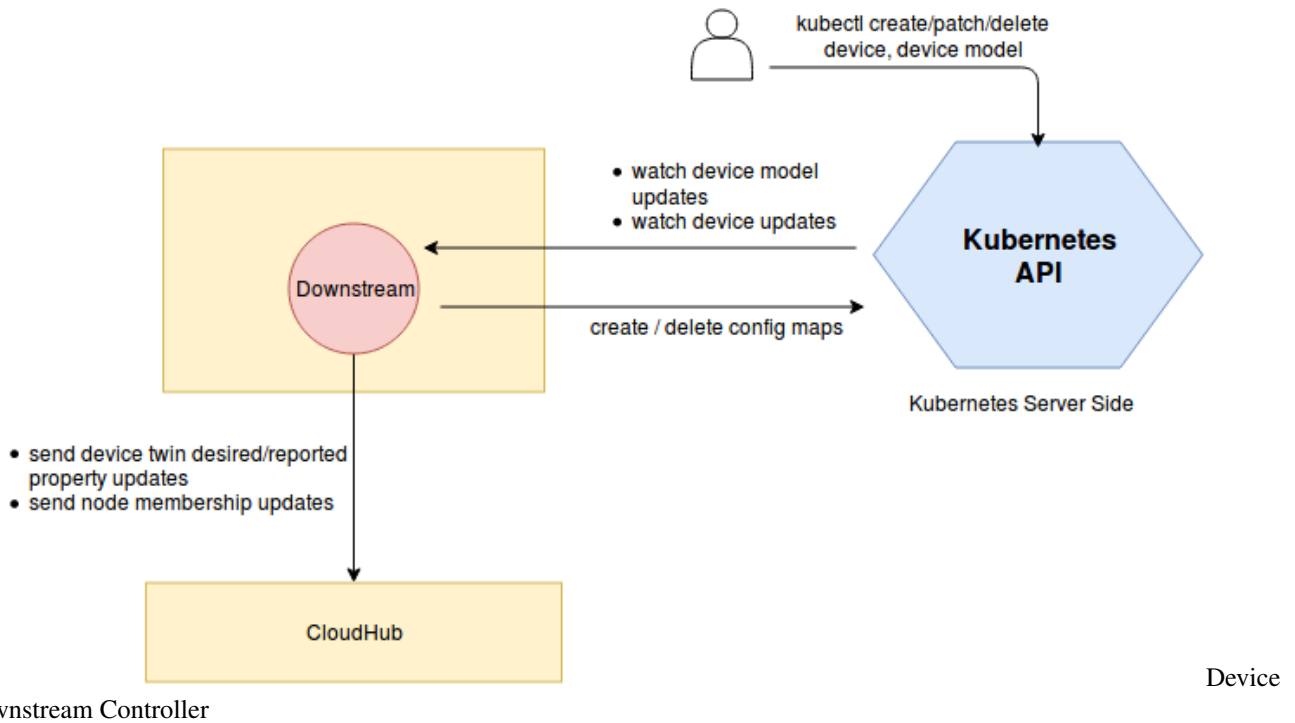 kubectl create/patch/delete
device, device model
• watch device model
updates
• watch device updates
Kubernetes
API
Downstream
create / delete config maps
Kubernetes Server Side
• send device twin desired/reported
property updates
• send node membership updates
CloudHub
Device
wnstream Controller